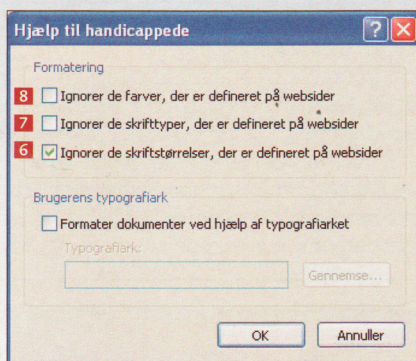 Hjælp til handicappede
Formatering
8 Ignorer de farver, der er defineret på websider
7 Ignorer de skrifttyper, der er defineret på websider
6 Ignorer de skriftstørrelser, der er defineret på websider
Brugerens typografiark
Formater dokumenter ved hjælp af typografiarket
Typografiark:
Gennemse...
OK
Annuller